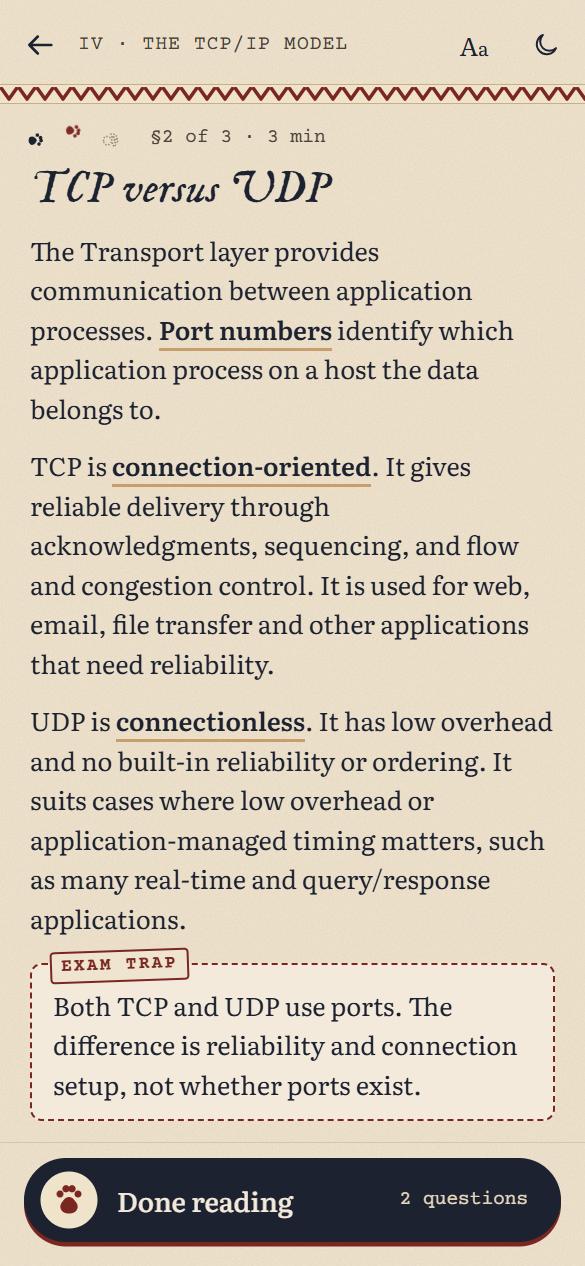 IV · THE TCP/IP MODEL
Aa
§2 of 3 · 3 min
TCP versus UDP
The Transport layer provides
communication between application
processes. Port numbers identify which
application process on a host the data
belongs to.
TCP is connection-oriented. It gives
reliable delivery through
acknowledgments, sequencing, and flow
and congestion control. It is used for web,
email, file transfer and other applications
that need reliability.
UDP is connectionless. It has low overhead
and no built-in reliability or ordering. It
suits cases where low overhead or
application-managed timing matters, such
as many real-time and query/response
applications.
EXAM TRAP
Both TCP and UDP use ports. The
difference is reliability and connection
setup, not whether ports exist.
Done reading
2 questions